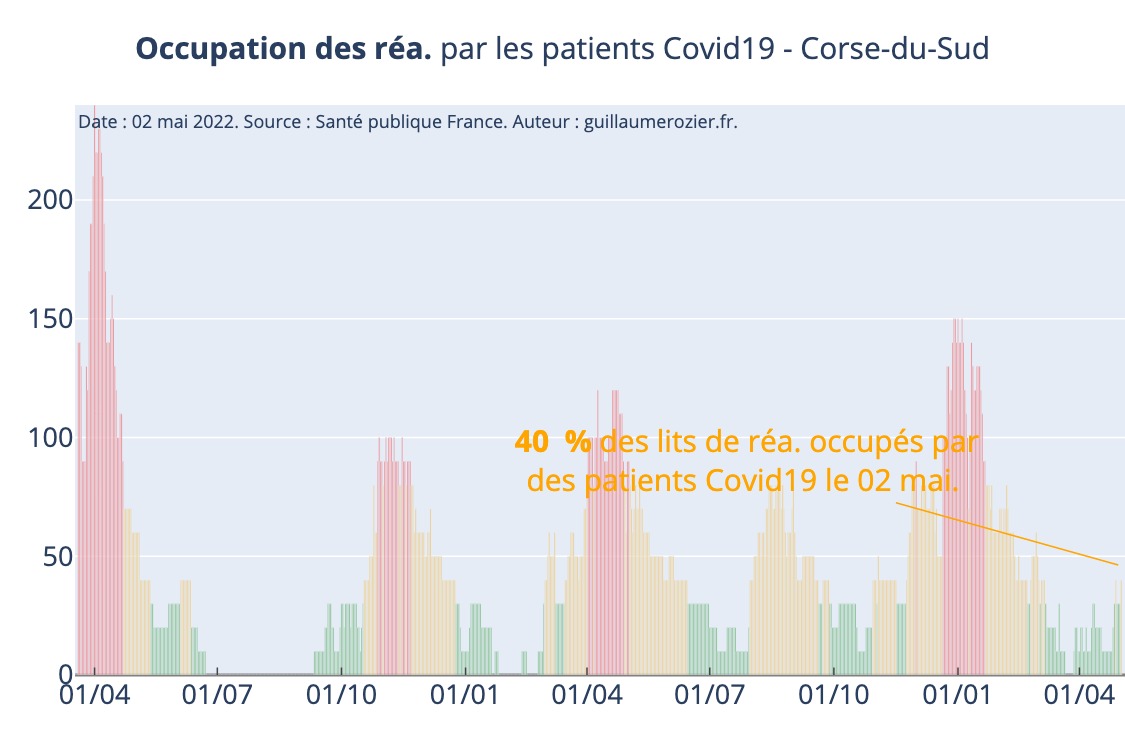 Occupation des réa. par les patients Covid19 - Corse-du-Sud
Date : 02 mai 2022. Source : Santé publique France. Auteur : guillaumerozier.fr.
200
150
100
40 % des lits de réa. occupés par
des patients Covid19 le 02 mai.
50
0
01/04 01/07 01/10 01/01 01/04 01/07 01/10 01/01 01/04